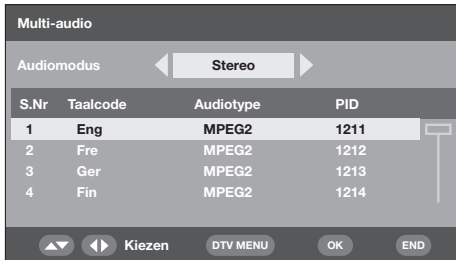 Multi-audio
Audiomodus Stereo
S.Nr Taalcode Audiotype PID
1 Eng MPEG2 1211
2 Fre MPEG2 1212
3 Ger MPEG2 1213
4 Fin MPEG2 1214
Kiezen DTV MENU OK END